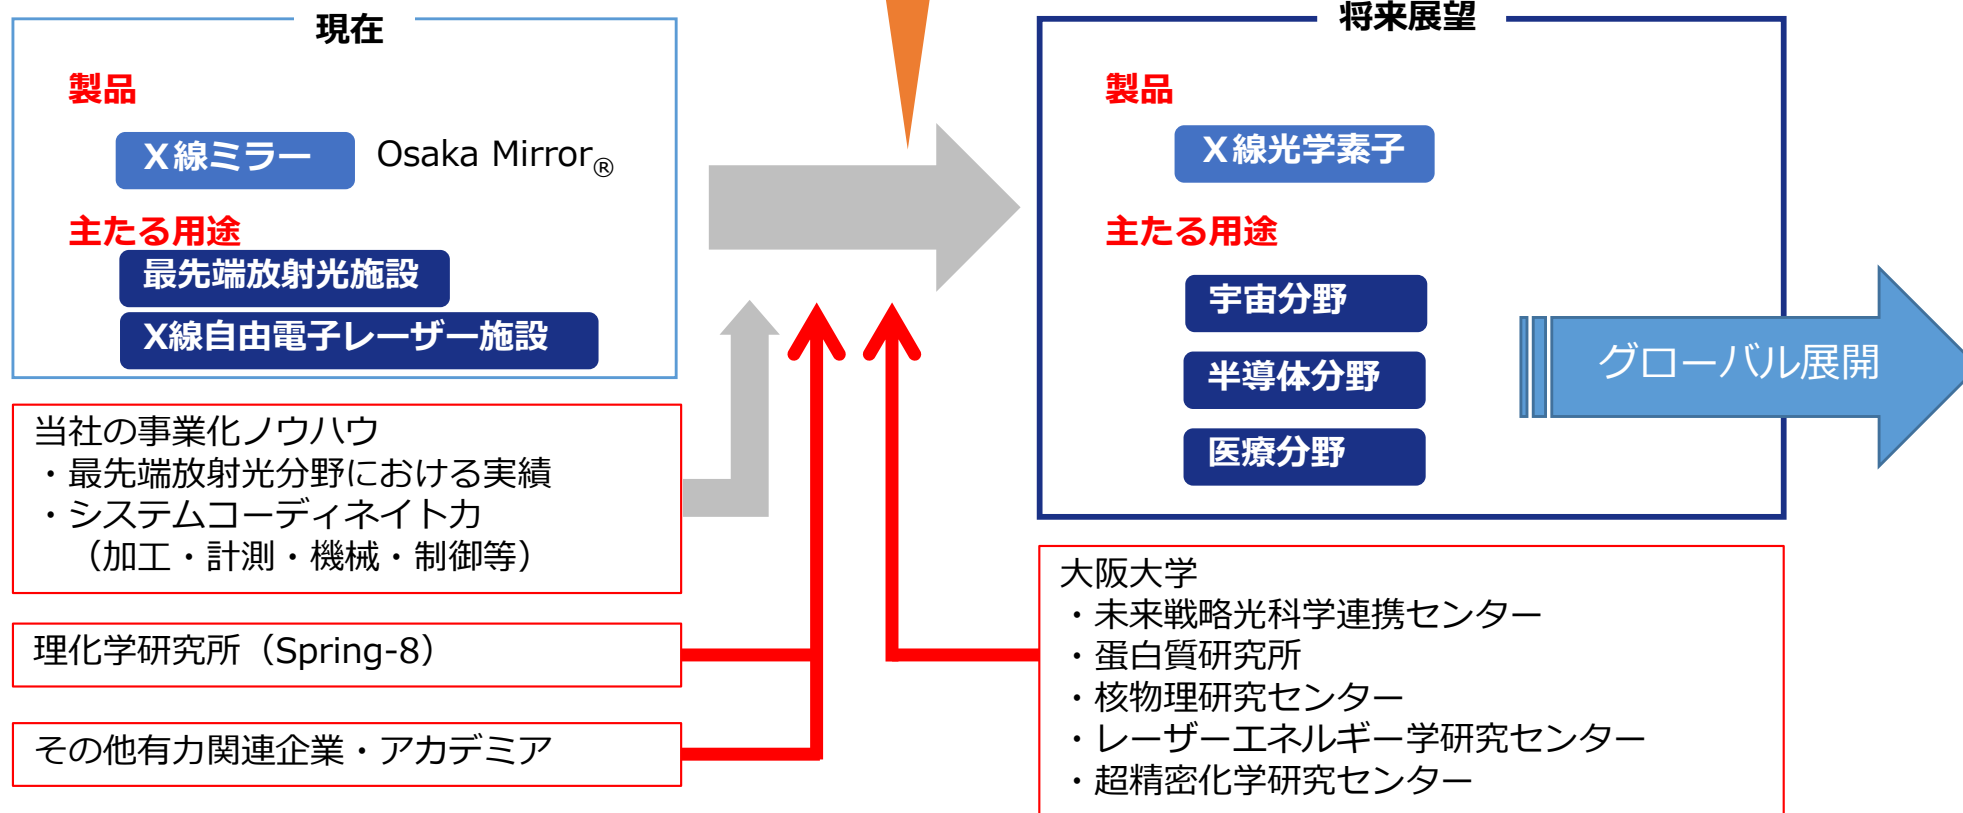 現在
製品
X線ミラー Osaka Mirror®
主たる用途
最先端放射光施設
X線自由電子レーザー施設
当社の事業化ノウハウ
・最先端放射光分野における実績
・システムコーディネイト力
（加工・計測・機械・制御等）
理化学研究所（Spring-8）
その他有力関連企業・アカデミア
将来展望
製品
X線光学素子
主たる用途
宇宙分野
半導体分野
医療分野
グローバル展開
大阪大学
・未来戦略光科学連携センター
・蛋白質研究所
・核物理研究センター
・レーザーエネルギー学研究センター
・超精密化学研究センター